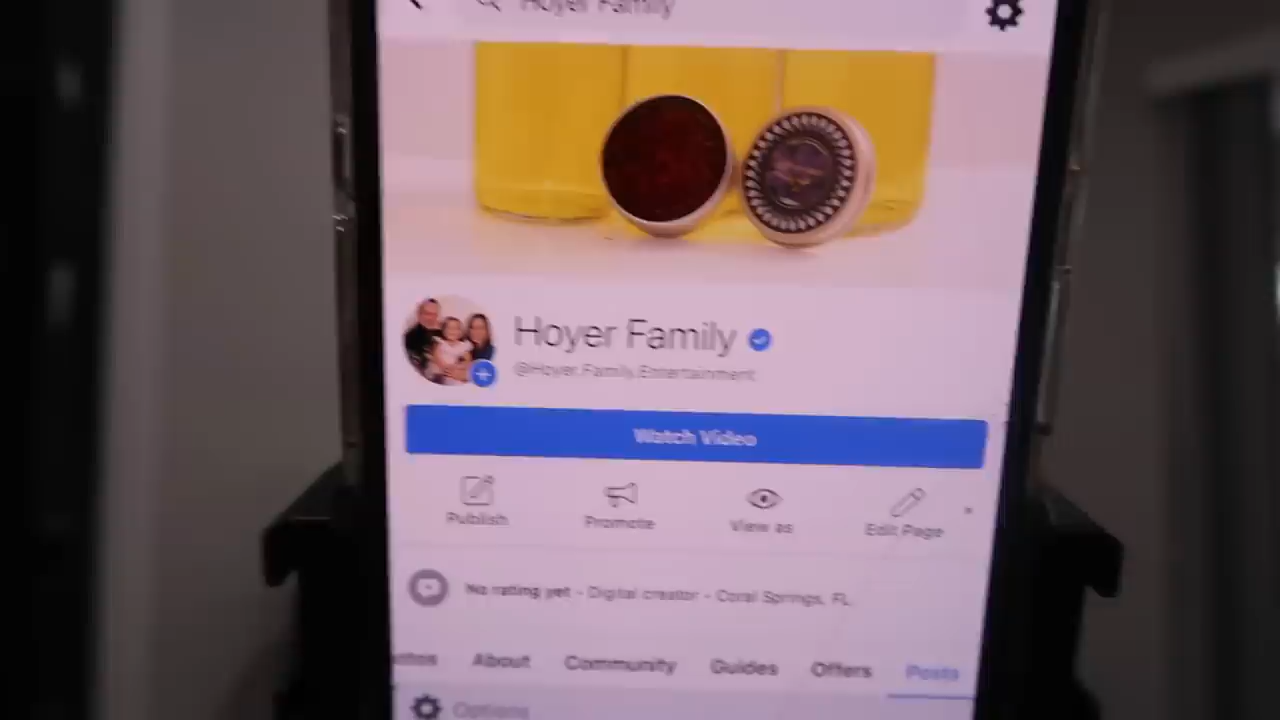 Hoyer Family
Hoyer Family
@Hoyer.Family.Entertainment
Watch Video
Publish
Promote
View as
Edit Page
No rating yet - Digital creator - Coral Springs, FL
About
Community
Guides
Offers
Posts
Options